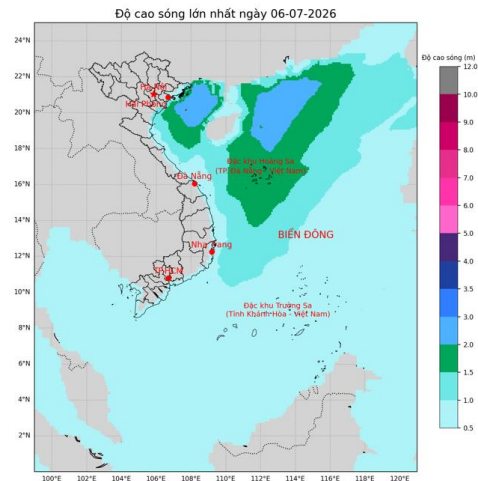 Độ cao sóng lớn nhất ngày 06-07-2026
Độ cao sóng (m)
24°N
22°N
20°N
18°N
16°N
14°N
12°N
10°N
8°N
6°N
4°N
2°N
Hà Nội
Hải Phòng
Đặc khu Hoàng Sa
(TP. Đà Nẵng - Việt Nam)
Đà Nẵng
BIỂN ĐÔNG
Nha Trang
TP.HCM
Đặc khu Trường Sa
(Tỉnh Khánh Hòa - Việt Nam)
12.0
10.0
9.0
8.0
7.0
6.0
5.0
4.0
3.5
3.0
2.0
1.5
1.0
0.5
100°E
102°E
104°E
106°E
108°E
110°E
112°E
114°E
116°E
118°E
120°E